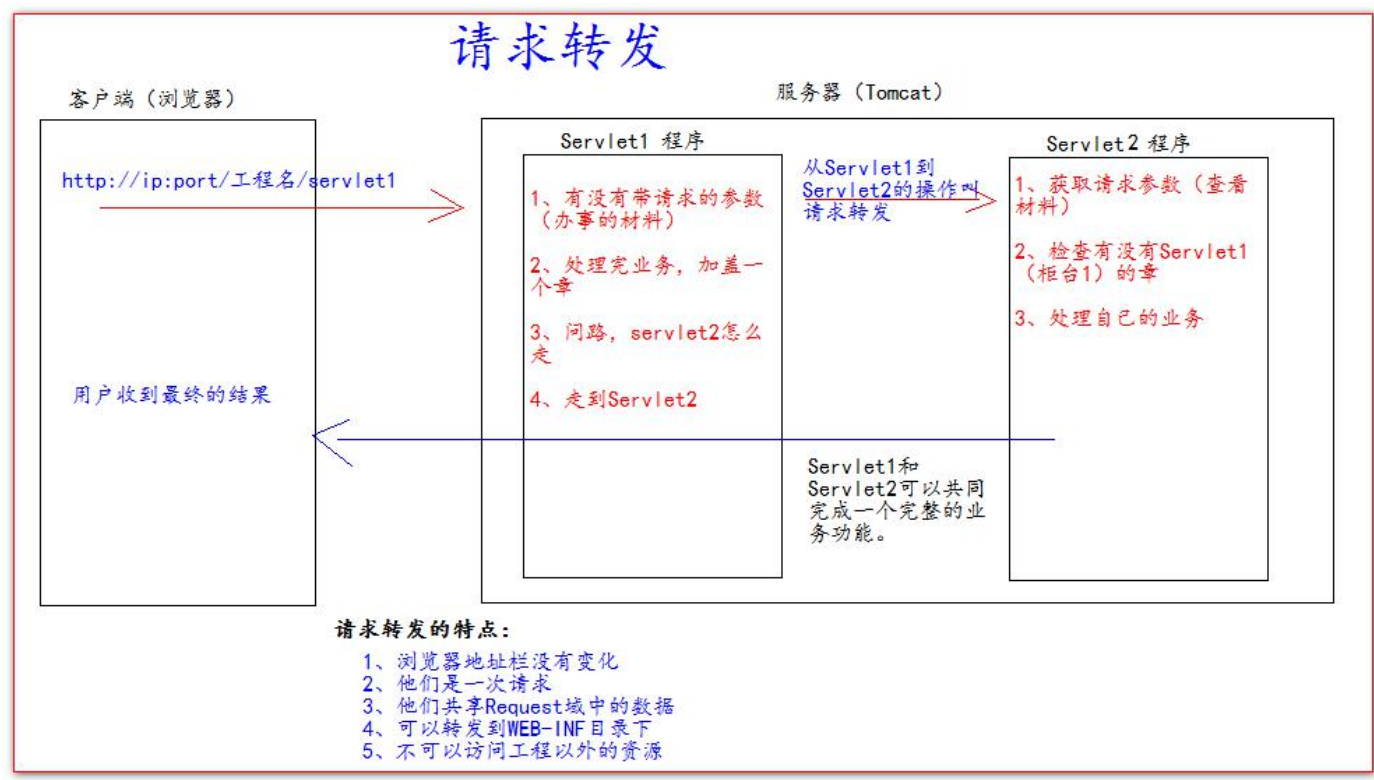 请求转发
客户端（浏览器）
服务器（Tomcat）
http://ip:port/工程名/servlet1
用户收到最终的结果
Servlet1 程序
1、有没有带请求的参数
（办事的材料）
2、处理完业务，加盖一
个章
3、问路，servlet2怎么
走
4、走到Servlet2
从Servlet1到
Servlet2的操作叫
请求转发
Servlet2 程序
1、获取请求参数（查看
材料）
2、检查有没有Servlet1
（柜台1）的章
3、处理自己的业务
Servlet1和
Servlet2可以共同
完成一个完整的业
务功能。
请求转发的特点：
1、浏览器地址栏没有变化
2、他们是一次请求
3、他们共享Request域中的数据
4、可以转发到WEB-INF目录下
5、不可以访问工程以外的资源